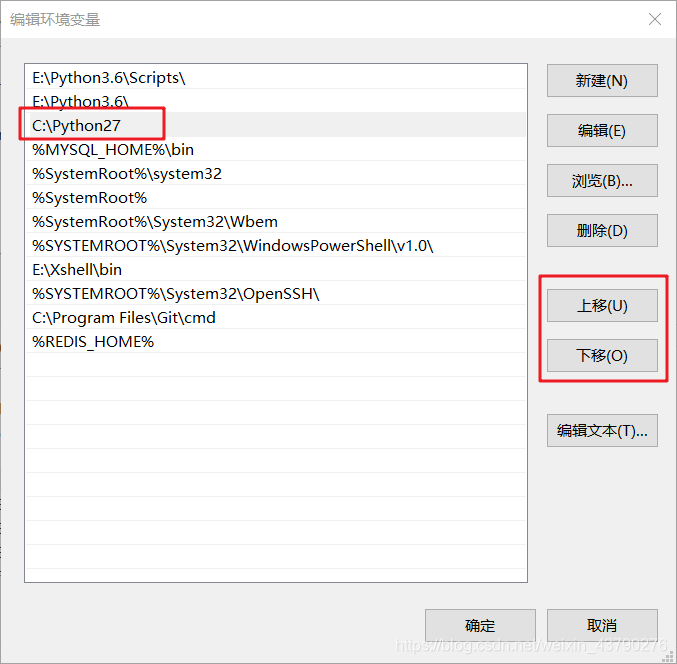 编辑环境变量
E:\Python3.6\Scripts\
E:\Python3.6\
C:\Python27
%MYSQL_HOME%\bin
%SystemRoot%\system32
%SystemRoot%
%SystemRoot%\System32\Wbem
%SYSTEMROOT%\System32\WindowsPowerShell\v1.0\
E:\Xshell\bin
%SYSTEMROOT%\System32\OpenSSH\
C:\Program Files\Git\cmd
%REDIS_HOME%
新建(N)
编辑(E)
浏览(B)...
删除(D)
上移(U)
下移(O)
编辑文本(T)...
确定
取消
https://blog.csdn.net/weixin_43790276